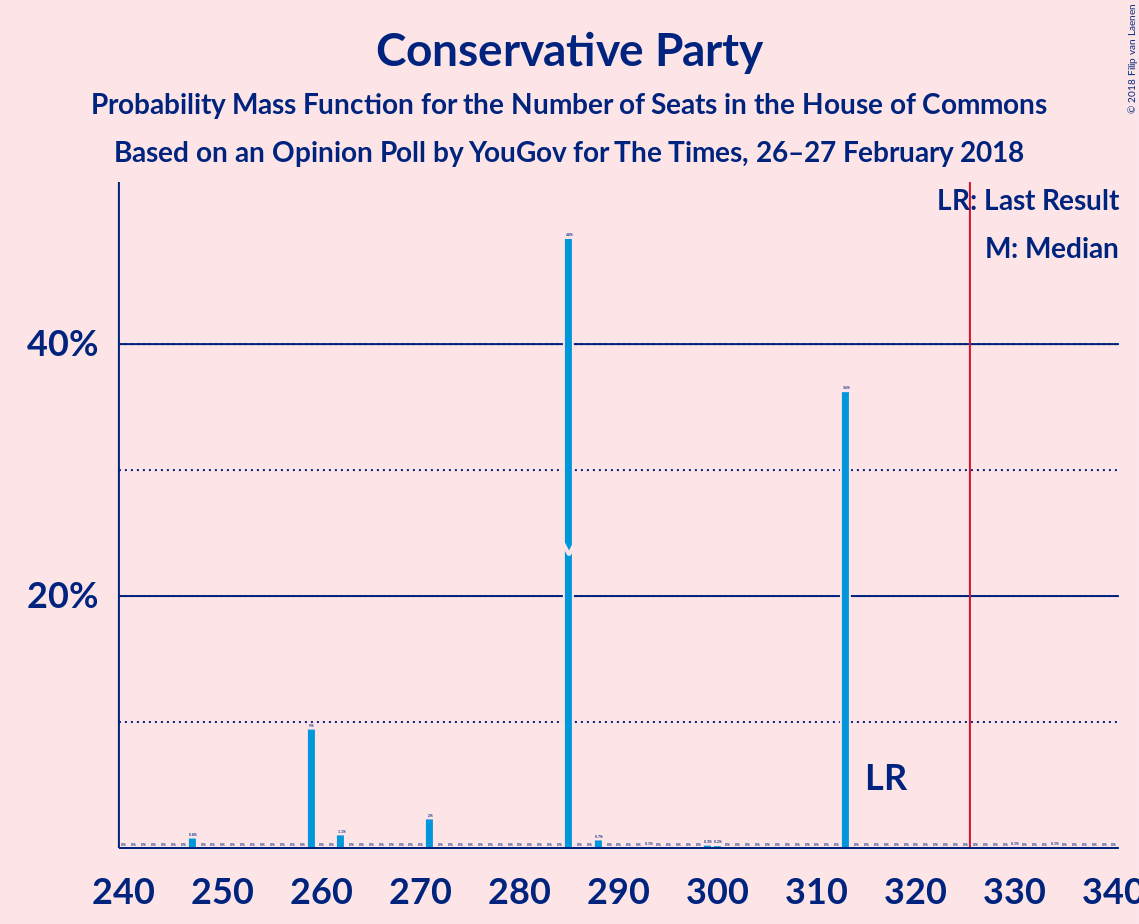 Conservative Party
Probability Mass Function for the Number of Seats in the House of Commons
Based on an Opinion Poll by YouGov for The Times, 26–27 February 2018
© 2018 Filip van Laenen
LR: Last Result
M: Median
40%
20%
M
LR
240 250 260 270 280 290 300 310 320 330 340